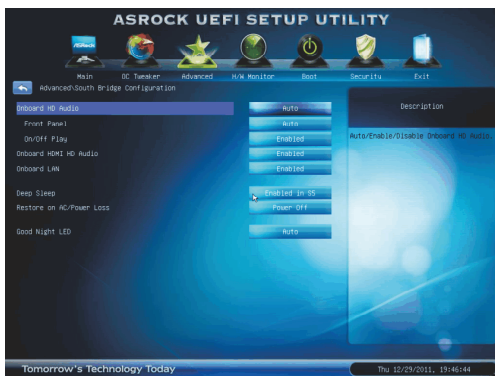 ASROCK UEFI SETUP UTILITY
ASRock
Main OC Tweaker Advanced H/W Monitor Boot Security Exit
Advanced\South Bridge Configuration
Onboard HD Audio Auto
Front Panel Auto
On/Off Play Enabled
Onboard HDMI HD Audio Enabled
Onboard LAN Enabled
Deep Sleep Enabled in S5
Restore on AC/Power Loss Power Off
Good Night LED Auto
Description
Auto/Enable/Disable Onboard HD Audio.
Tomorrow's Technology Today
Thu 12/29/2011, 19:46:44